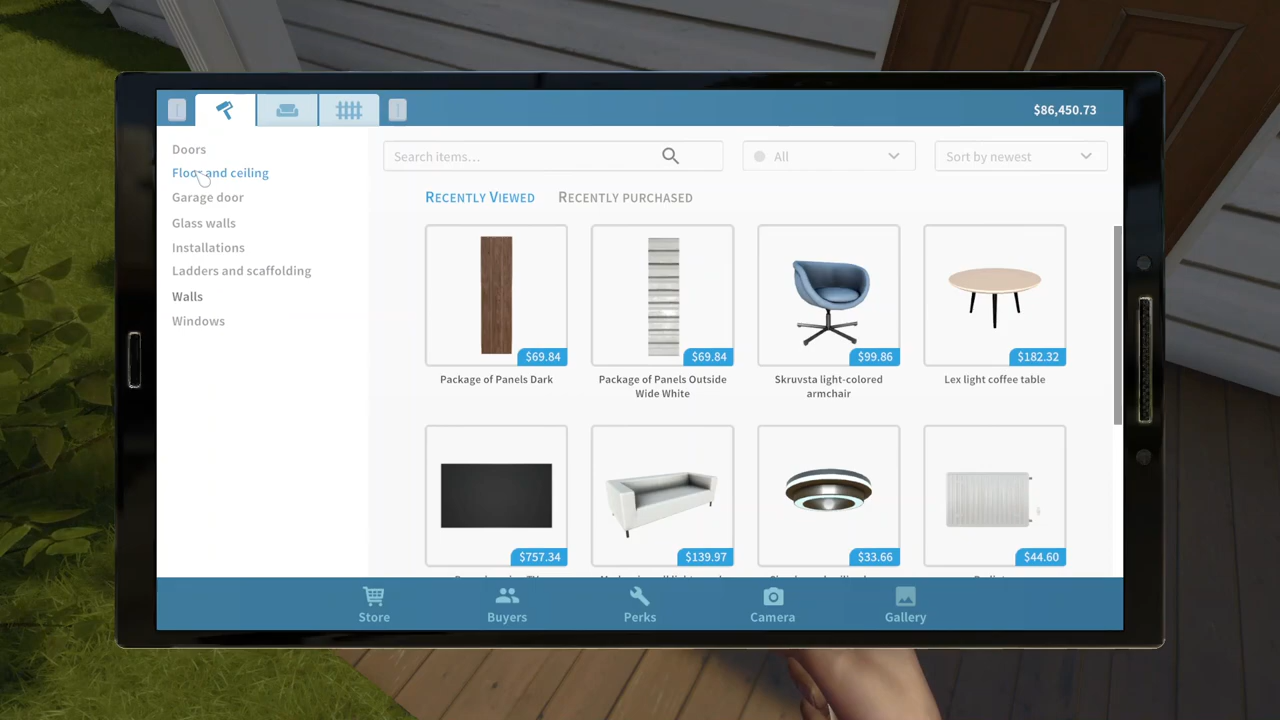 $86,450.73
Doors
Floor and ceiling
Garage door
Glass walls
Installations
Ladders and scaffolding
Walls
Windows
Search items...
All
Sort by newest
RECENTLY VIEWED
RECENTLY PURCHASED
$69.84
$69.84
$99.86
$182.32
Package of Panels Dark
Package of Panels Outside
Wide White
Skruvsta light-colored
armchair
Lex light coffee table
$757.34
$139.97
$33.66
$44.60
Store
Buyers
Perks
Camera
Gallery